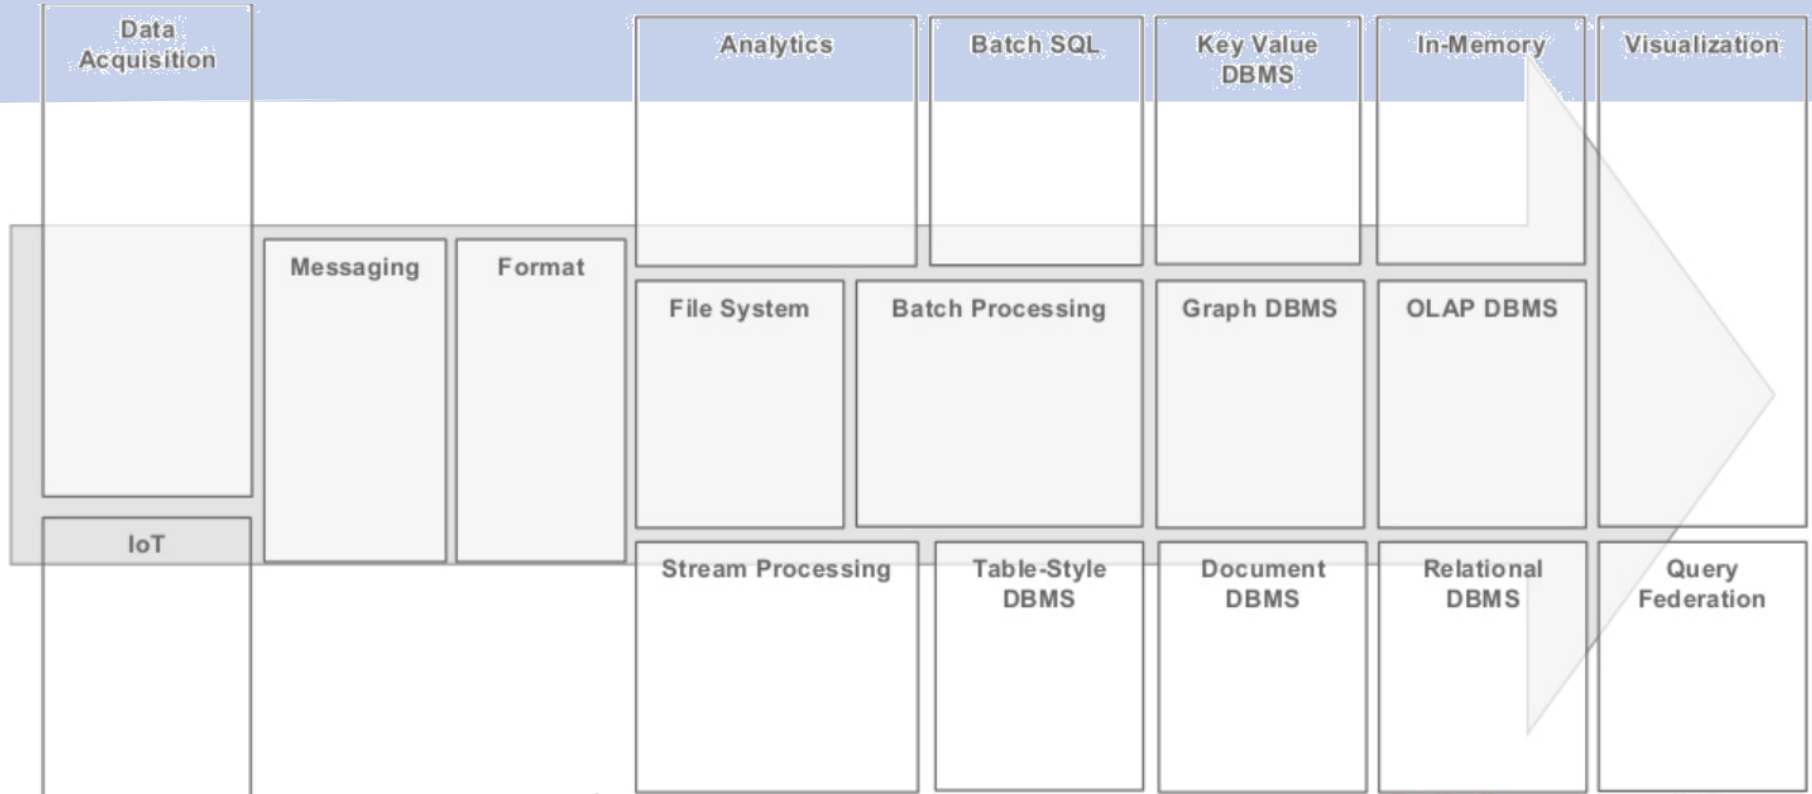 Data
Acquisition
Analytics
Batch SQL
Key Value
DBMS
In-Memory
Visualization
Messaging
Format
File System
Batch Processing
Graph DBMS
OLAP DBMS
IoT
Stream Processing
Table-Style
DBMS
Document
DBMS
Relational
DBMS
Query
Federation